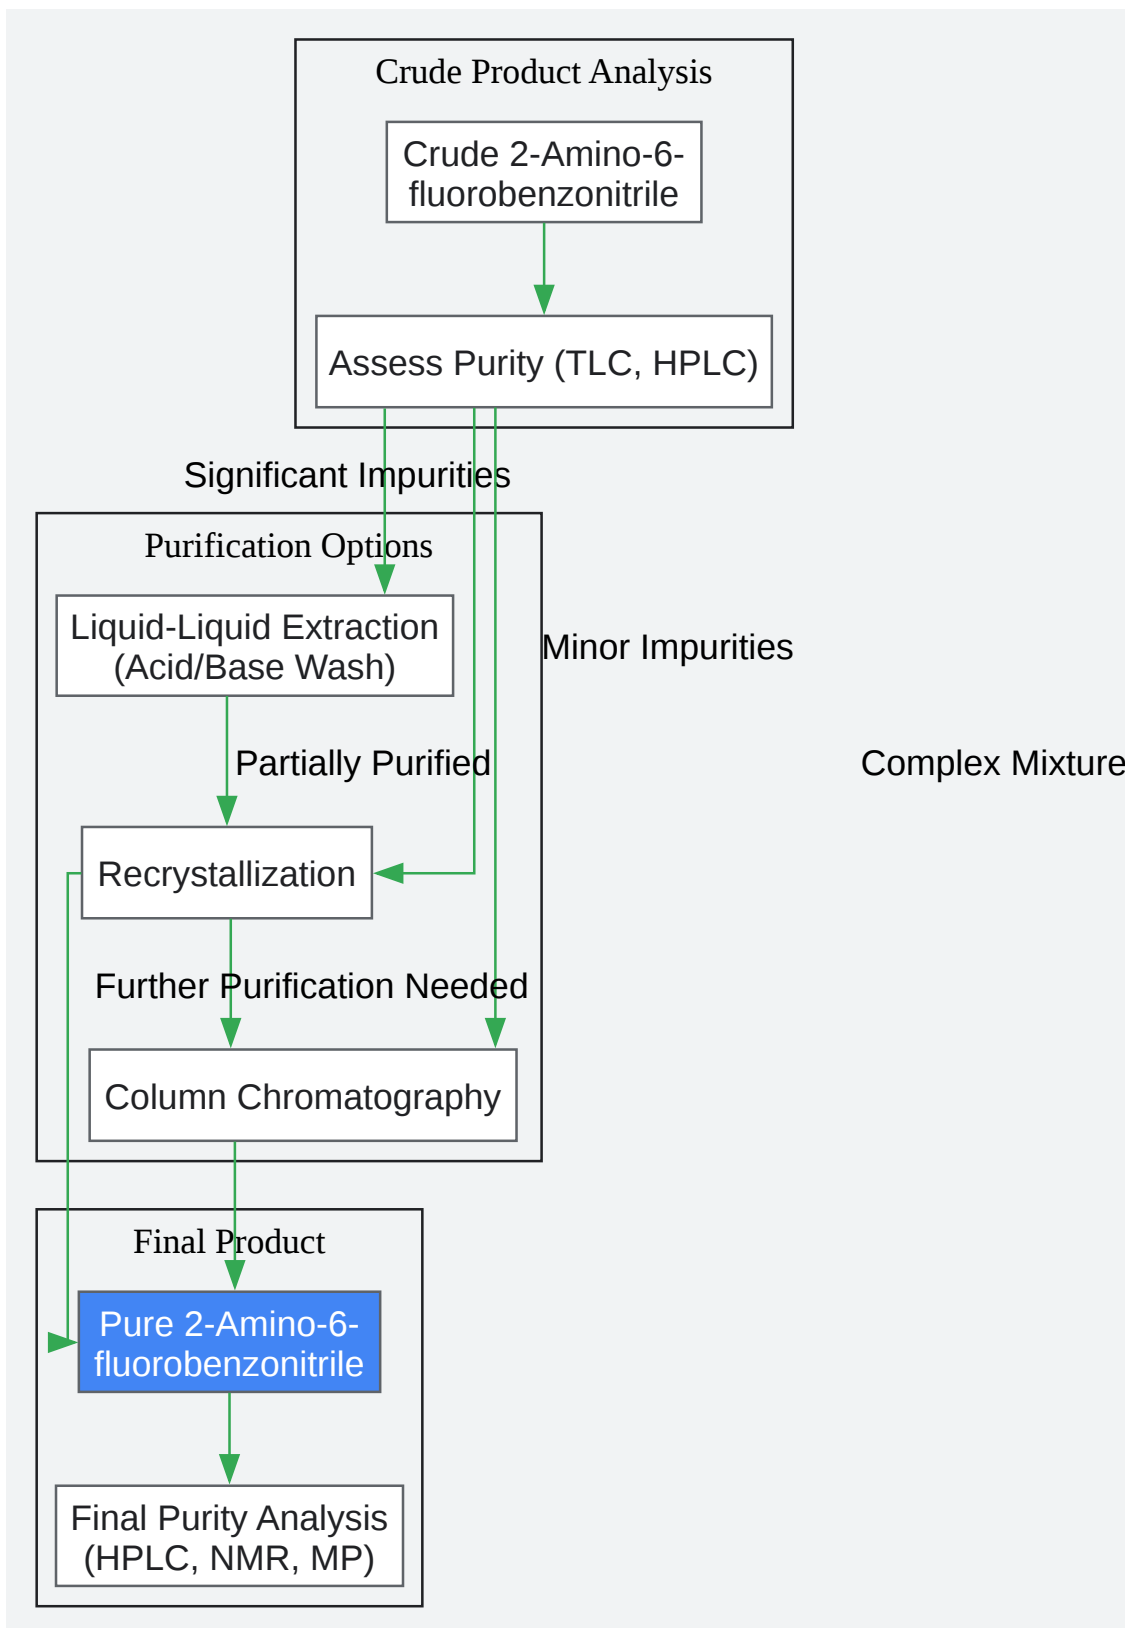 Crude Product Analysis
Crude 2-Amino-6-
fluorobenzonitrile
Assess Purity (TLC, HPLC)
Significant Impurities
Purification Options
Liquid-Liquid Extraction
(Acid/Base Wash)
Minor Impurities
Partially Purified
Complex Mixture
Recrystallization
Further Purification Needed
Column Chromatography
Final Product
Pure 2-Amino-6-
fluorobenzonitrile
Final Purity Analysis
(HPLC, NMR, MP)